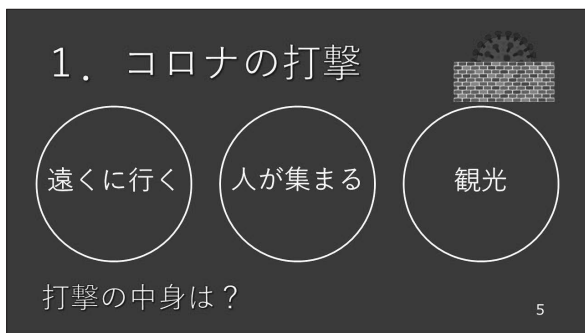 1. コロナの打撃
遠くに行く
人が集まる
観光
打撃の中身は？
5